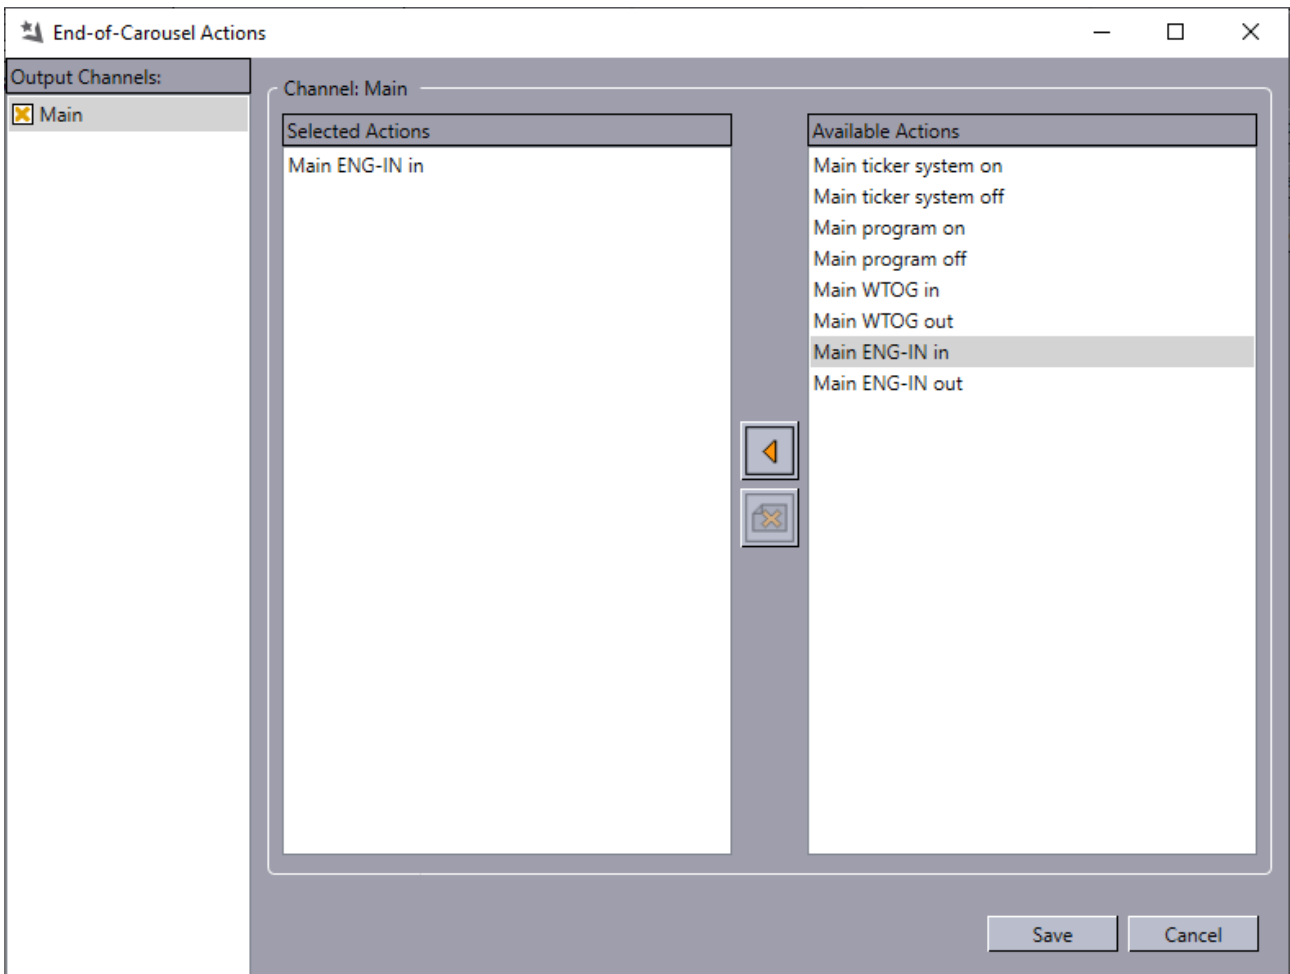 End-of-Carousel Actions
Output Channels:
Main
Channel: Main
Selected Actions
Main ENG-IN in
Available Actions
Main ticker system on
Main ticker system off
Main program on
Main program off
Main WTOG in
Main WTOG out
Main ENG-IN in
Main ENG-IN out
Save
Cancel